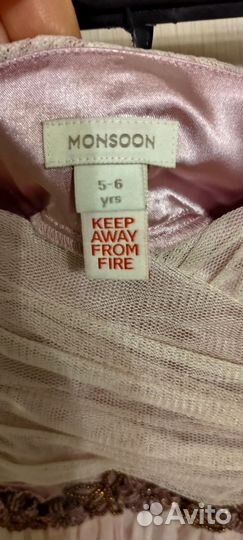 MONSOON
5-6
yrs
KEEP
AWAY
FROM
FIRE
Avito